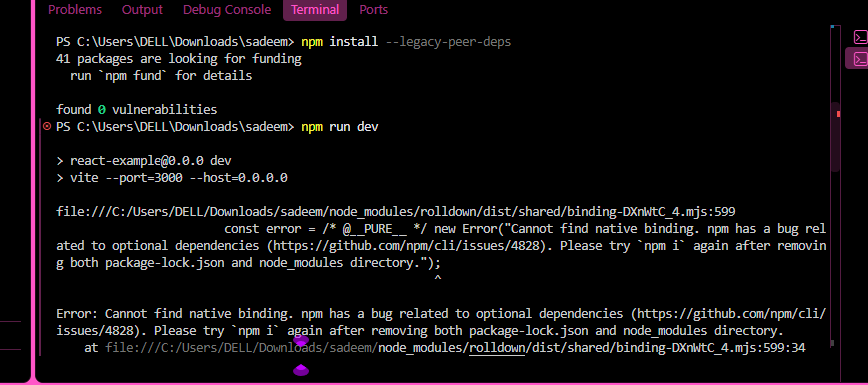 Problems Output Debug Console Terminal Ports
PS C:\Users\DELL\Downloads\sadeem> npm install --legacy-peer-deps
41 packages are looking for funding
  run `npm fund` for details
found 0 vulnerabilities
PS C:\Users\DELL\Downloads\sadeem> npm run dev
> react-example@0.0.0 dev
> vite --port=3000 --host=0.0.0.0
file:///C:/Users/DELL/Downloads/sadeem/node_modules/rolldown/dist/shared/binding-DXnWtC_4.mjs:599
                        const error = /* @__PURE__ */ new Error("Cannot find native binding. npm has a bug rel
ated to optional dependencies (https://github.com/npm/cli/issues/4828). Please try `npm i` again after removin
g both package-lock.json and node_modules directory.");
                                                      ^
Error: Cannot find native binding. npm has a bug related to optional dependencies (https://github.com/npm/cli/
issues/4828). Please try `npm i` again after removing both package-lock.json and node_modules directory.
    at file:///C:/Users/DELL/Downloads/sadeem/node_modules/rolldown/dist/shared/binding-DXnWtC_4.mjs:599:34